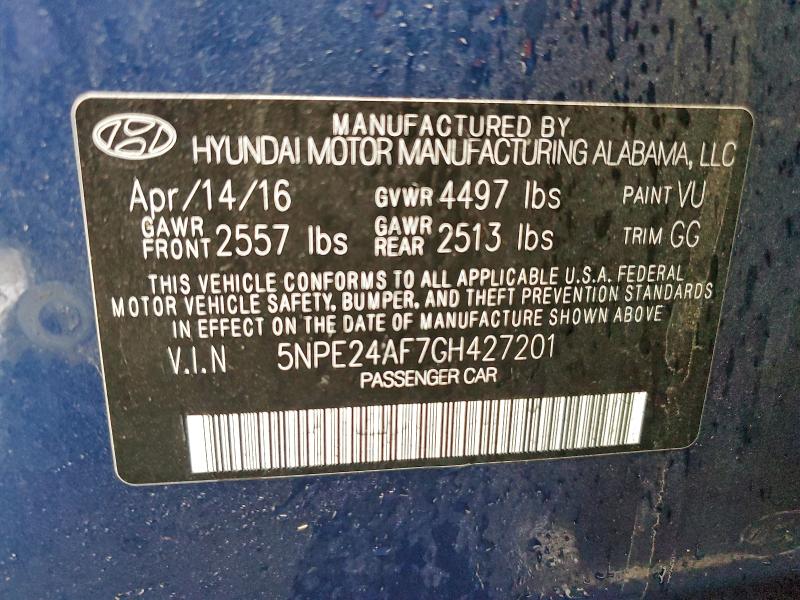 MANUFACTURED BY
HYUNDAI MOTOR MANUFACTURING ALABAMA, LLC
Apr/14/16 GVWR 4497 lbs PAINT VU
GAWR FRONT 2557 lbs GAWR REAR 2513 lbs TRIM GG
THIS VEHICLE CONFORMS TO ALL APPLICABLE U.S.A. FEDERAL
MOTOR VEHICLE SAFETY, BUMPER, AND THEFT PREVENTION STANDARDS
IN EFFECT ON THE DATE OF MANUFACTURE SHOWN ABOVE
V.I.N 5NPE24AF7GH427201
PASSENGER CAR